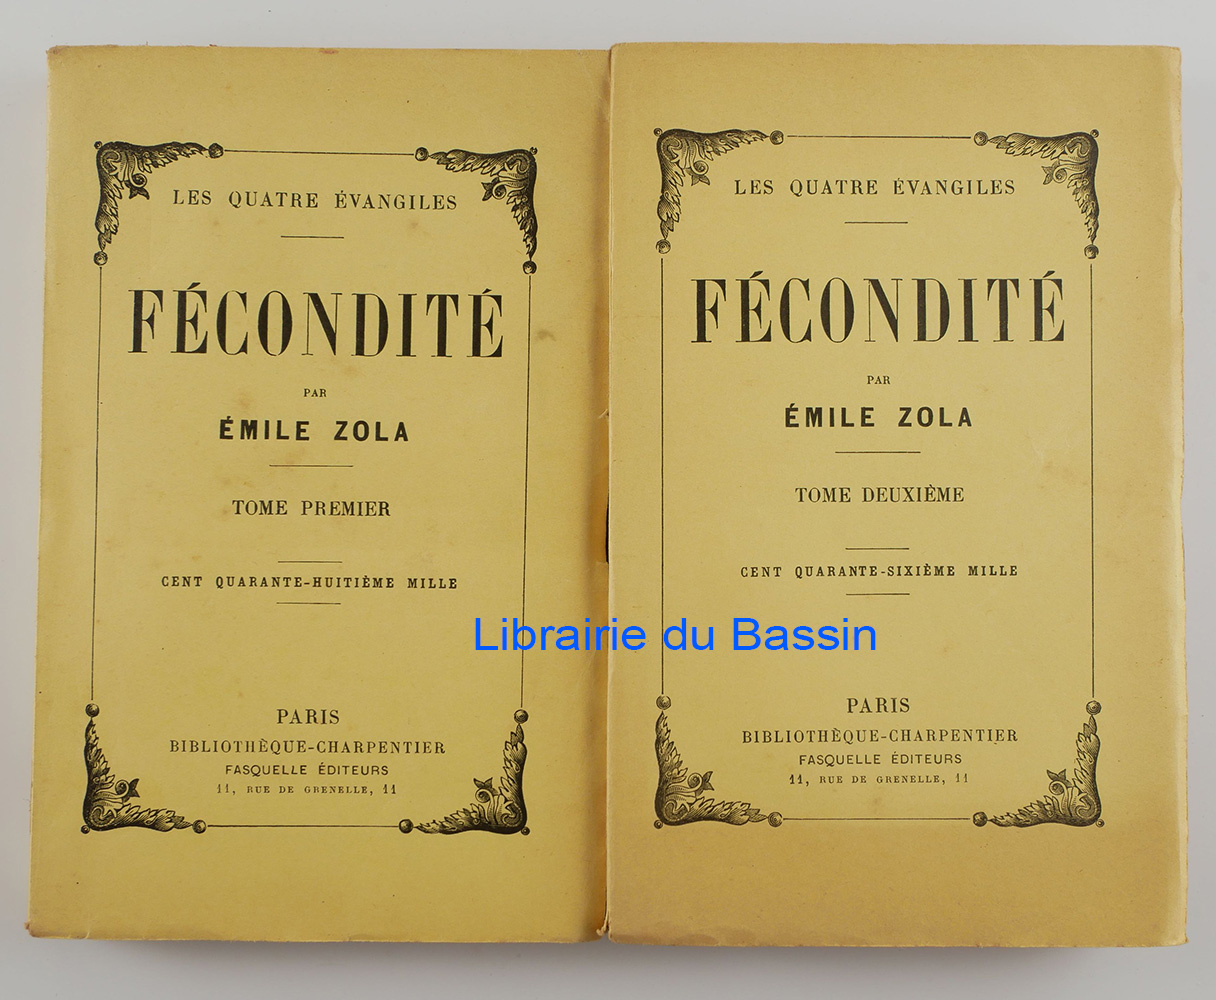 LES QUATRE ÉVANGILES
FÉCONDITÉ
PAR
ÉMILE ZOLA
TOME PREMIER
CENT QUARANTE-HUITIÈME MILLE
PARIS
BIBLIOTHÈQUE-CHARPENTIER
FASQUELLE ÉDITEURS
11, RUE DE GRENELLE, 11
LES QUATRE ÉVANGILES
FÉCONDITÉ
PAR
ÉMILE ZOLA
TOME DEUXIÈME
CENT QUARANTE-SIXIÈME MILLE
PARIS
BIBLIOTHÈQUE-CHARPENTIER
FASQUELLE ÉDITEURS
11, RUE DE GRENELLE, 11
Librairie du Bassin